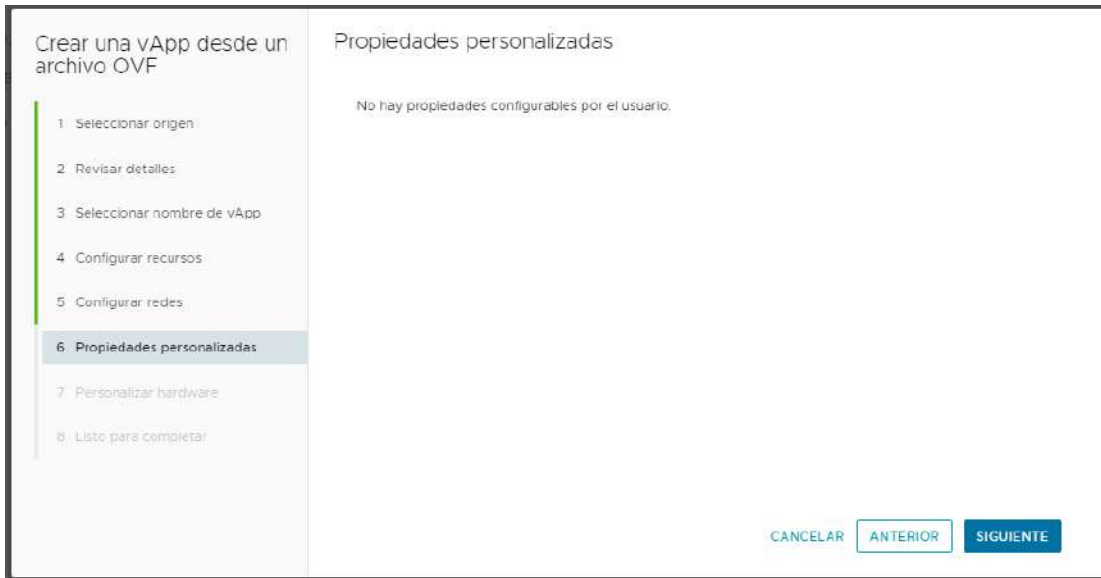 Crear una vApp desde un
archivo OVF
1 Seleccionar origen
2 Revisar detalles
3 Seleccionar nombre de vApp
4 Configurar recursos
5 Configurar redes
6 Propiedades personalizadas
7 Personalizar hardware
8 Listo para completar
Propiedades personalizadas
No hay propiedades configurables por el usuario.
CANCELAR ANTERIOR SIGUIENTE